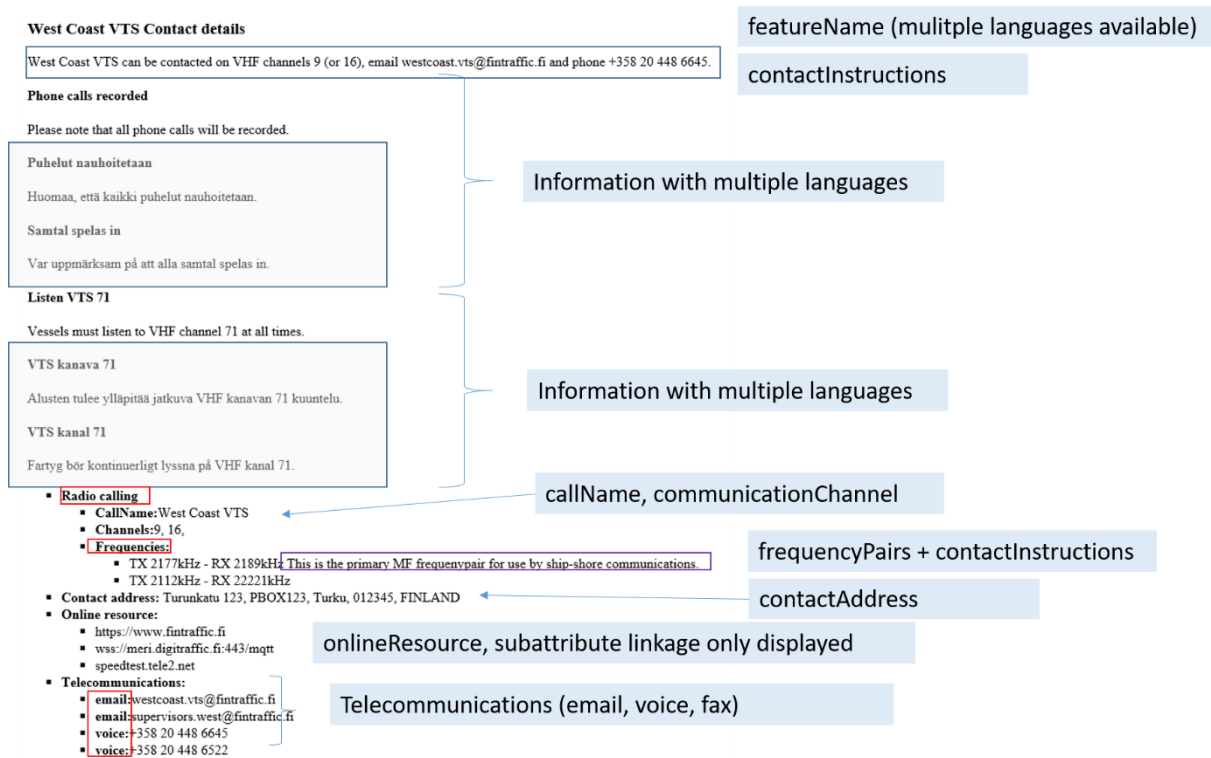 West Coast VTS Contact details
featureName (mulitple languages available)
West Coast VTS can be contacted on VHF channels 9 (or 16), email westcoast.vts@fintraffic.fi and phone +358 20 448 6645.
contactInstructions
Phone calls recorded
Please note that all phone calls will be recorded.
Puhelut nauhoitetaan
Information with multiple languages
Huomaa, että kaikki puhelut nauhoitetaan.
Samtal spelas in
Var uppmärksam på att alla samtal spelas in.
Listen VTS 71
Vessels must listen to VHF channel 71 at all times.
VTS kanava 71
Information with multiple languages
Alusten tulee ylläpitää jatkuva VHF kanavan 71 kuuntelu.
VTS kanal 71
Fartyg bör kontinuerligt lyssna på VHF kanal 71.
Radio calling
callName, communicationChannel
CallName:West Coast VTS
Channels:9, 16,
Frequencies:
frequencyPairs + contactInstructions
TX 2177kHz - RX 2189kHz This is the primary MF frequenypair for use by ship-shore communications.
TX 2112kHz - RX 22221kHz
Contact address: Turunkatu 123, PBOX123, Turku, 012345, FINLAND
contactAddress
Online resource:
https://www.fintraffic.fi
wss://meri.digitraffic.fi:443/mqtt
onlineResource, subattribute linkage only displayed
speedtest.tele2.net
Telecommunications:
email:westcoast.vts@fintraffic.fi
email:supervisors.west@fintraffic.fi
Telecommunications (email, voice, fax)
voice:+358 20 448 6645
voice:+358 20 448 6522